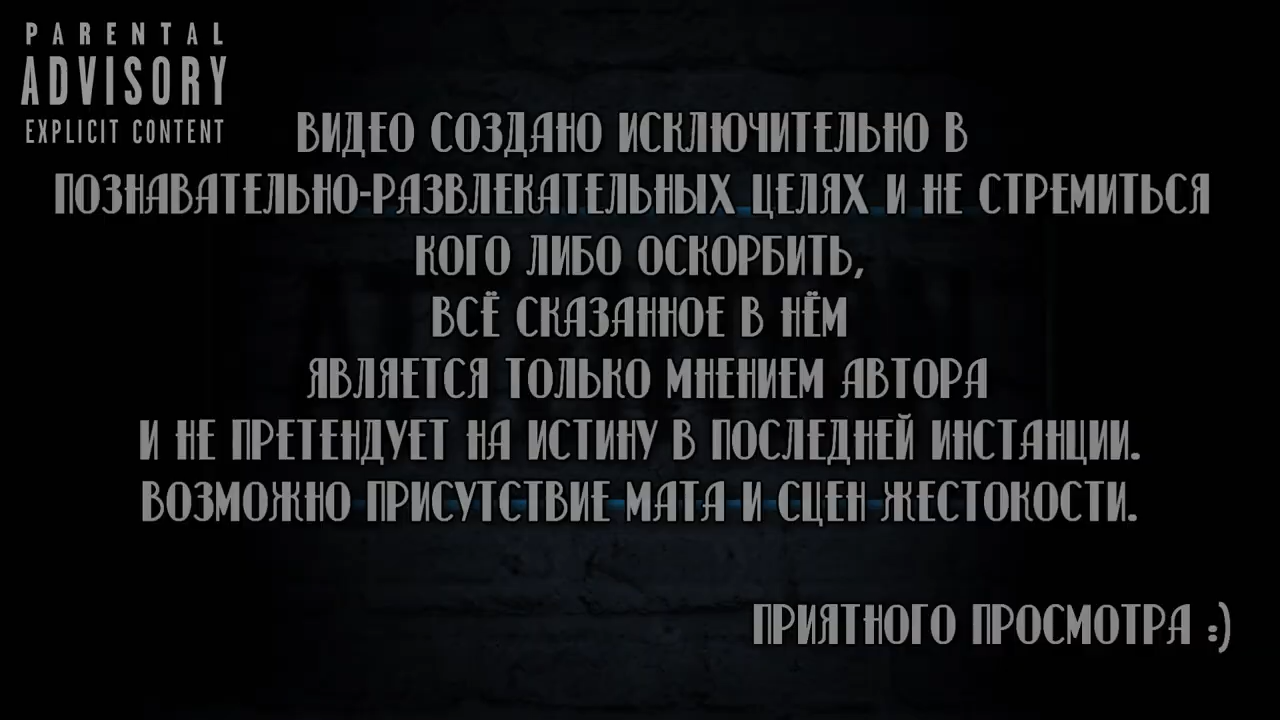 PARENTAL
ADVISORY
EXPLICIT CONTENT
ВИДЕО СОЗДАНО ИСКЛЮЧИТЕЛЬНО В
ПОЗНАВАТЕЛЬНО-РАЗВЛЕКАТЕЛЬНЫХ ЦЕЛЯХ И НЕ СТРЕМИТЬСЯ
КОГО ЛИБО ОСКОРБИТЬ,
ВСЁ СКАЗАННОЕ В НЁМ
ЯВЛЯЕТСЯ ТОЛЬКО МНЕНИЕМ АВТОРА
И НЕ ПРЕТЕНДУЕТ НА ИСТИНУ В ПОСЛЕДНЕЙ ИНСТАНЦИИ.
ВОЗМОЖНО ПРИСУТСТВИЕ МАТА И СЦЕН ЖЕСТОКОСТИ.
ПРИЯТНОГО ПРОСМОТРА :)